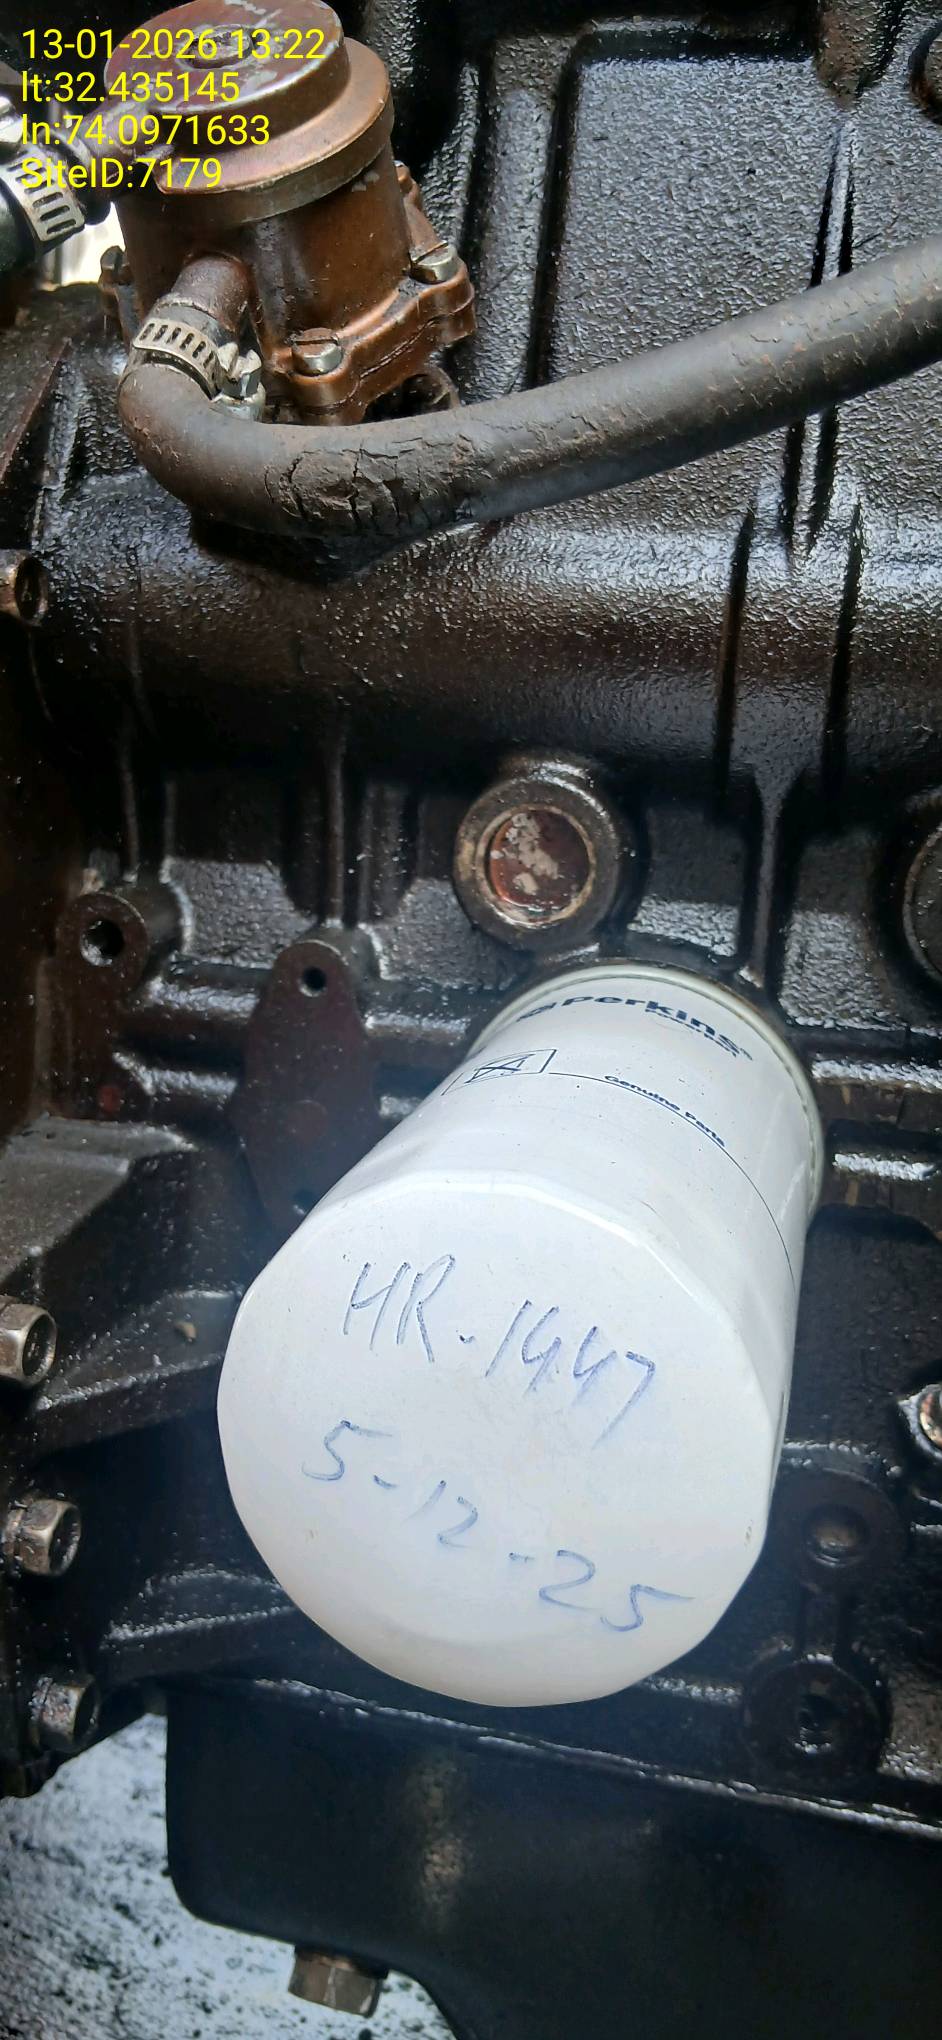 13-01-2026 13:22
lt:32.435145
ln:74.0971633
SiteID:7179
Perkins
Genuine Parts
HR-1447
5-12-25